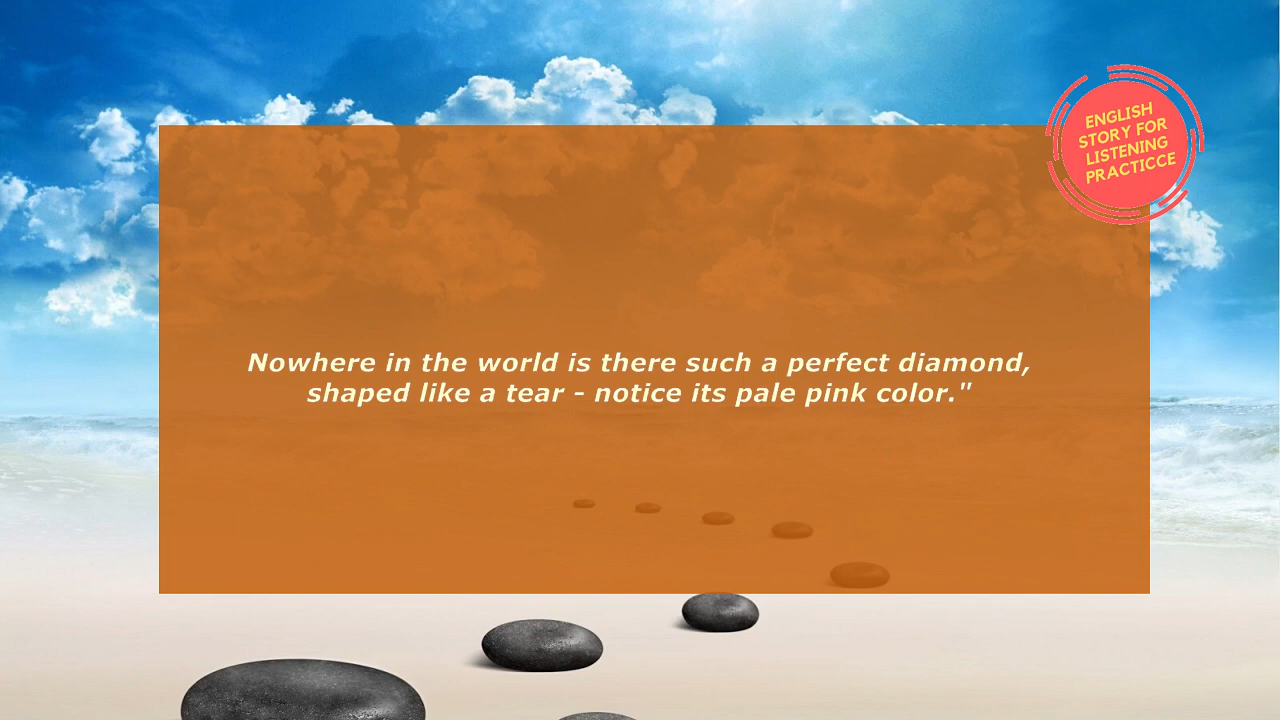 ENGLISH
STORY FOR
LISTENING
PRACTICCE
Nowhere in the world is there such a perfect diamond,
shaped like a tear - notice its pale pink color."